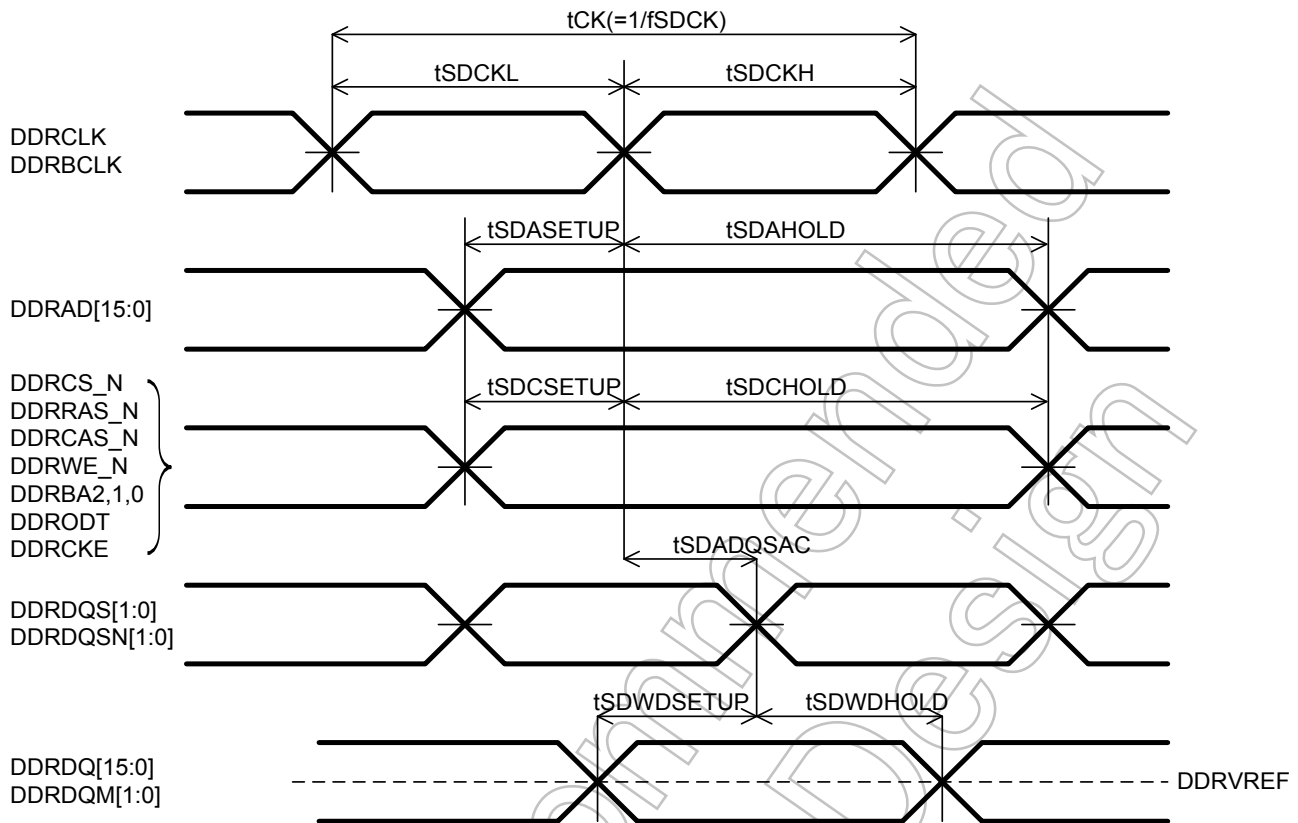 tCK(=1/fSDCK)
tSDCKL
tSDCKH
DDRCLK
DDRBCLK
tSDASETUP
tSDAHOLD
DDRAD[15:0]
DDRCS_N
DDRRAS_N
DDRCAS_N
DDRWE_N
DDRBA2,1,0
DDRODT
DDRCKE
tSDCSETUP
tSDCHOLD
tSDADQSAC
DDRDQS[1:0]
DDRDQSN[1:0]
tSDWDSETUP
tSDWDHOLD
DDRDQ[15:0]
DDRDQM[1:0]
DDRVREF
Design